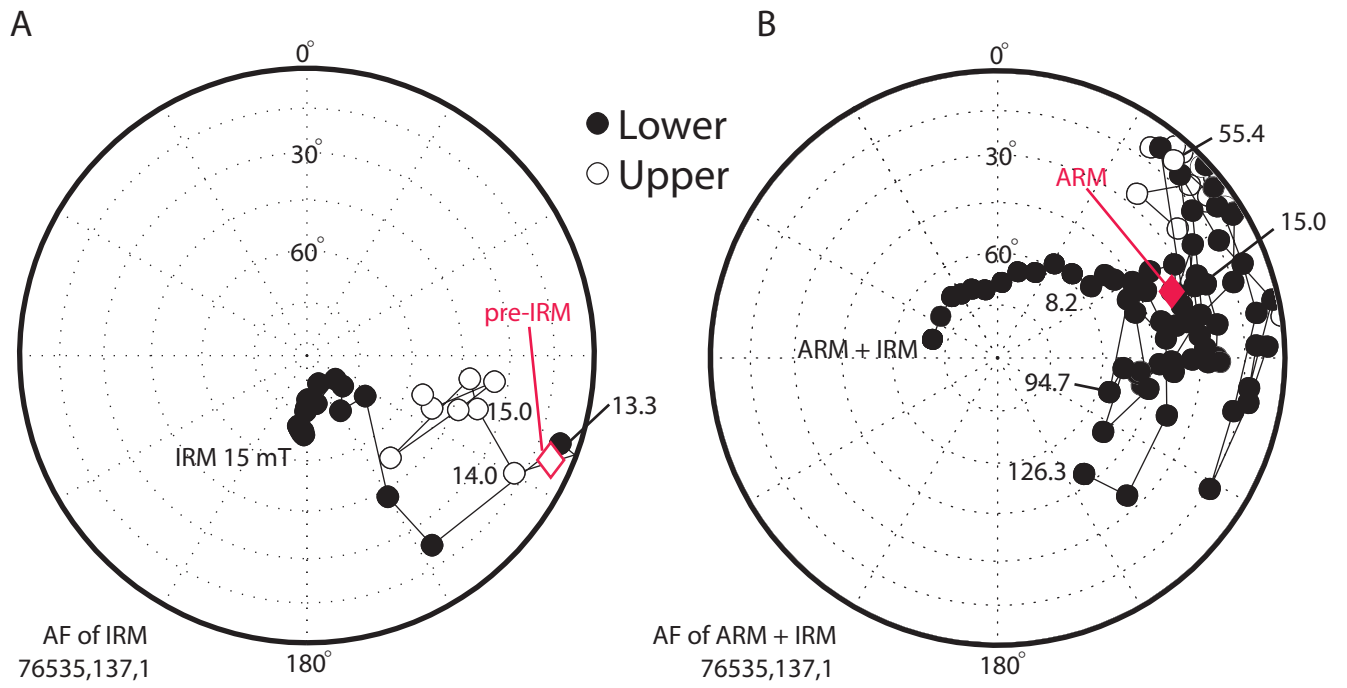 A
B
0°
0°
Lower
Upper
55.4
30°
30°
ARM
15.0
60°
60°
8.2
pre-IRM
ARM + IRM
94.7
15.0
13.3
IRM 15 mT
14.0
126.3
AF of IRM
76535,137,1
180°
AF of ARM + IRM
76535,137,1
180°